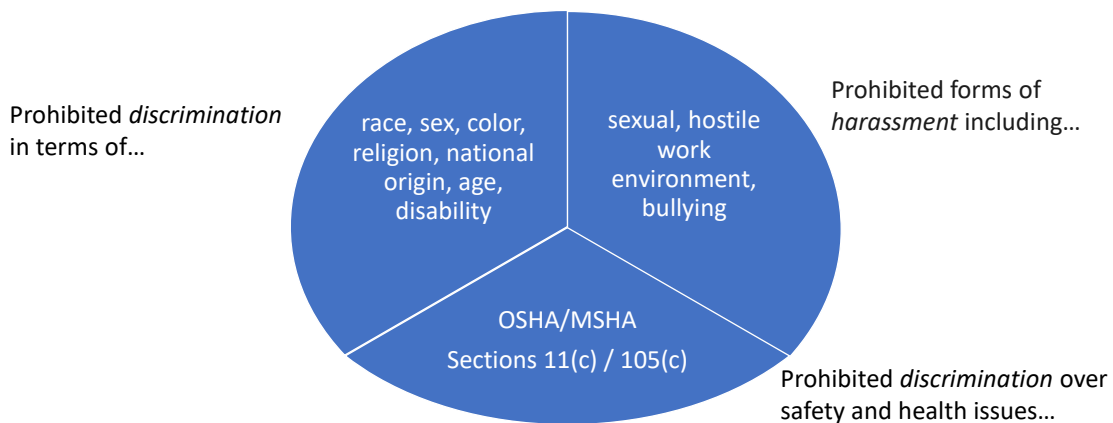 Prohibited discrimination
in terms of...
race, sex, color,
religion, national
origin, age,
disability
sexual, hostile
work
environment,
bullying
Prohibited forms of
harassment including…
OSHA/MSHA
Sections 11(c) / 105(c)
Prohibited discrimination over
safety and health issues…